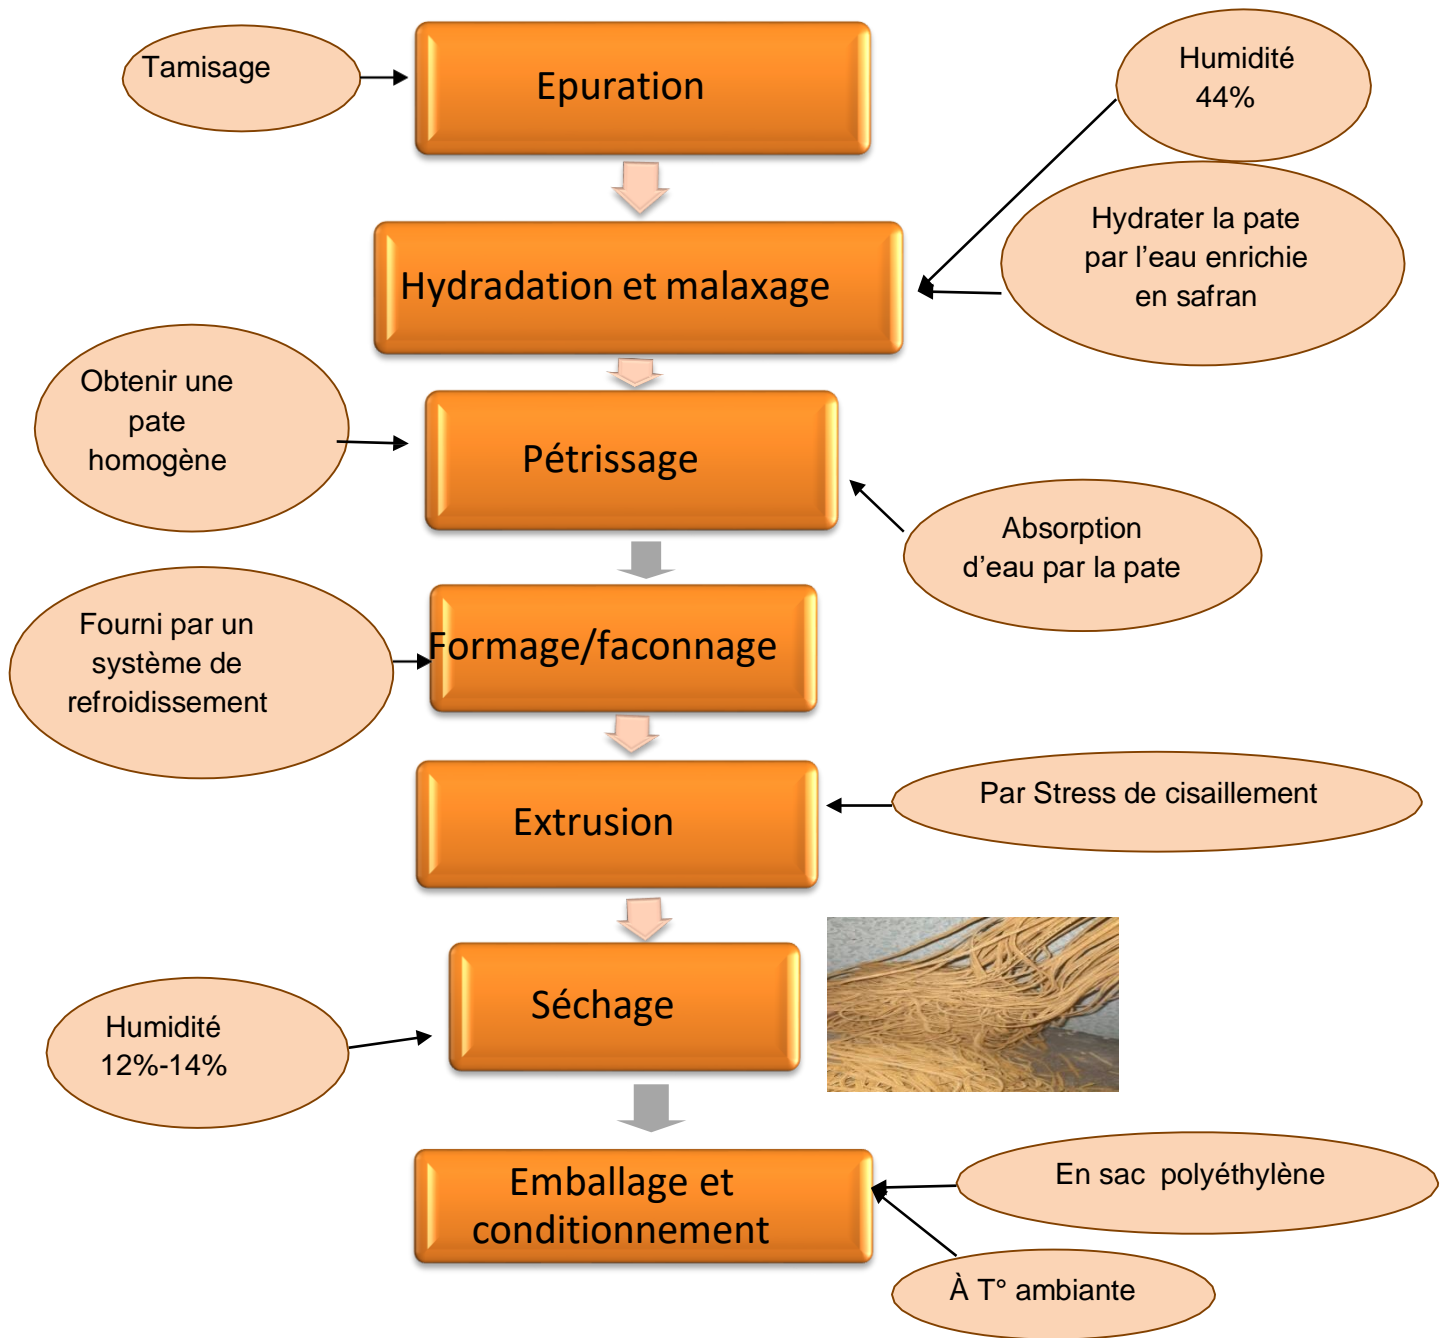 Tamisage
Epuration
Humidité
44%
Hydradation et malaxage
Hydrater la pate
par l’eau enrichie
en safran
Obtenir une
pate
homogène
Pétrissage
Absorption
d’eau par la pate
Fourni par un
système de
refroidissement
Formage/faconnage
Extrusion
Par Stress de cisaillement
Séchage
Humidité
12%-14%
Emballage et
conditionnement
En sac polyéthylène
À T° ambiante